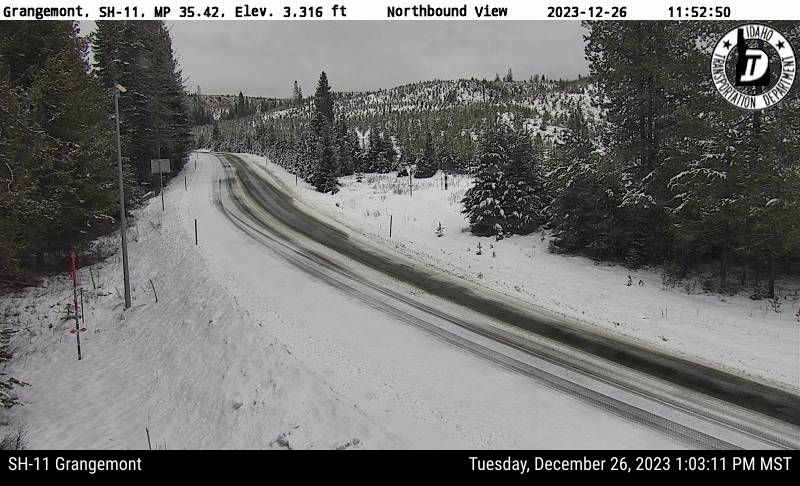 Grangemont, SH-11, MP 35.42, Elev. 3,316 ft Northbound View 2023-12-26 11:52:50
IDAHO
TRANSPORTATION DEPARTMENT
SH-11 Grangemont Tuesday, December 26, 2023 1:03:11 PM MST